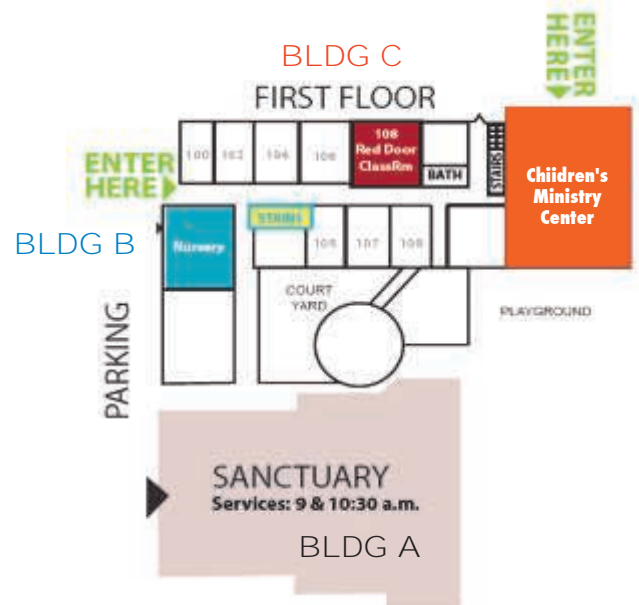 BLDG C
FIRST FLOOR
ENTER
HERE
100
102
104
106
108
Red Door
ClassRm
BATH
STAIRS
Chiidren's
Ministry
Center
ENTER
HERE
BLDG B
Nursery
STAIRS
105
107
COURT
YARD
PLAYGROUND
PARKING
SANCTUARY
Services: 9 & 10:30 a.m.
BLDG A